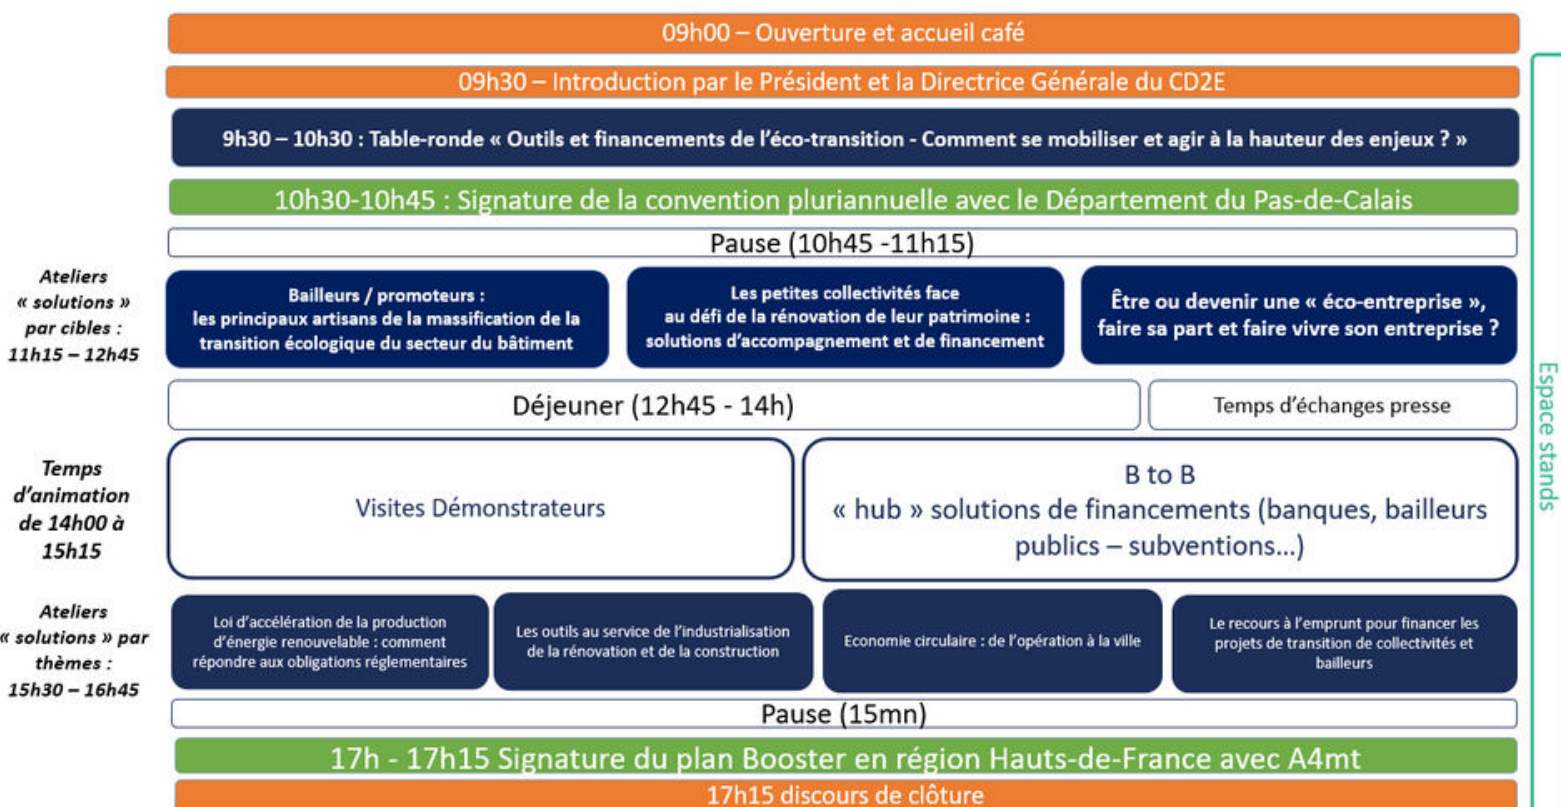 09h00 – Ouverture et accueil café
09h30 – Introduction par le Président et la Directrice Générale du CD2E
9h30 – 10h30 : Table-ronde « Outils et financements de l'éco-transition - Comment se mobiliser et agir à la hauteur des enjeux ? »
10h30-10h45 : Signature de la convention pluriannuelle avec le Département du Pas-de-Calais
Pause (10h45 -11h15)
Ateliers
« solutions »
par cibles :
11h15 – 12h45
Bailleurs / promoteurs :
les principaux artisans de la massification de la
transition écologique du secteur du bâtiment
Les petites collectivités face
au défi de la rénovation de leur patrimoine :
solutions d'accompagnement et de financement
Être ou devenir une « éco-entreprise »,
faire sa part et faire vivre son entreprise ?
Déjeuner (12h45 - 14h)
Temps d'échanges presse
Temps
d'animation
de 14h00 à
15h15
Visites Démonstrateurs
B to B
« hub » solutions de financements (banques, bailleurs
publics – subventions...)
Ateliers
« solutions » par
thèmes :
15h30 – 16h45
Loi d'accélération de la production
d'énergie renouvelable : comment
répondre aux obligations réglementaires
Les outils au service de l'industrialisation
de la rénovation et de la construction
Economie circulaire : de l'opération à la ville
Le recours à l'emprunt pour financer les
projets de transition de collectivités et
bailleurs
Pause (15mn)
17h - 17h15 Signature du plan Booster en région Hauts-de-France avec A4mt
17h15 discours de clôture
Espace stands